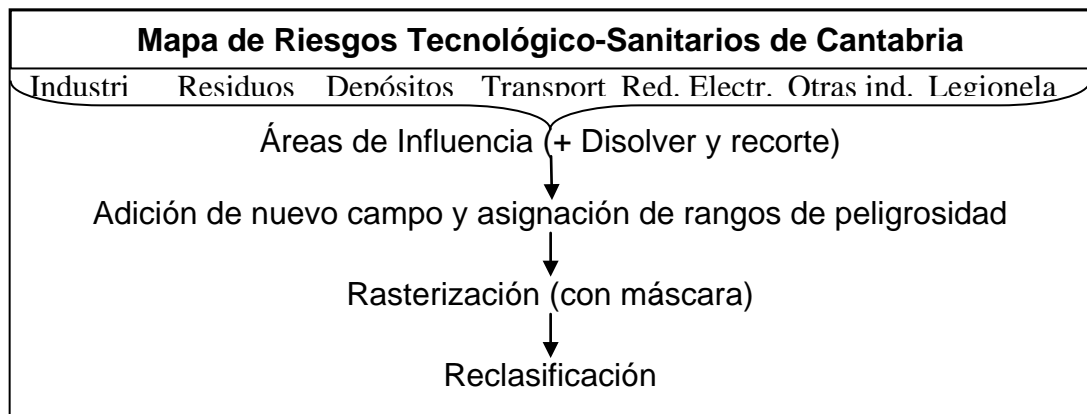 Mapa de Riesgos Tecnológico-Sanitarios de Cantabria
Industri Residuos Depósitos Transport Red. Electr. Otras ind. Legionela
Áreas de Influencia (+ Disolver y recorte)
Adición de nuevo campo y asignación de rangos de peligrosidad
Rasterización (con máscara)
Reclasificación